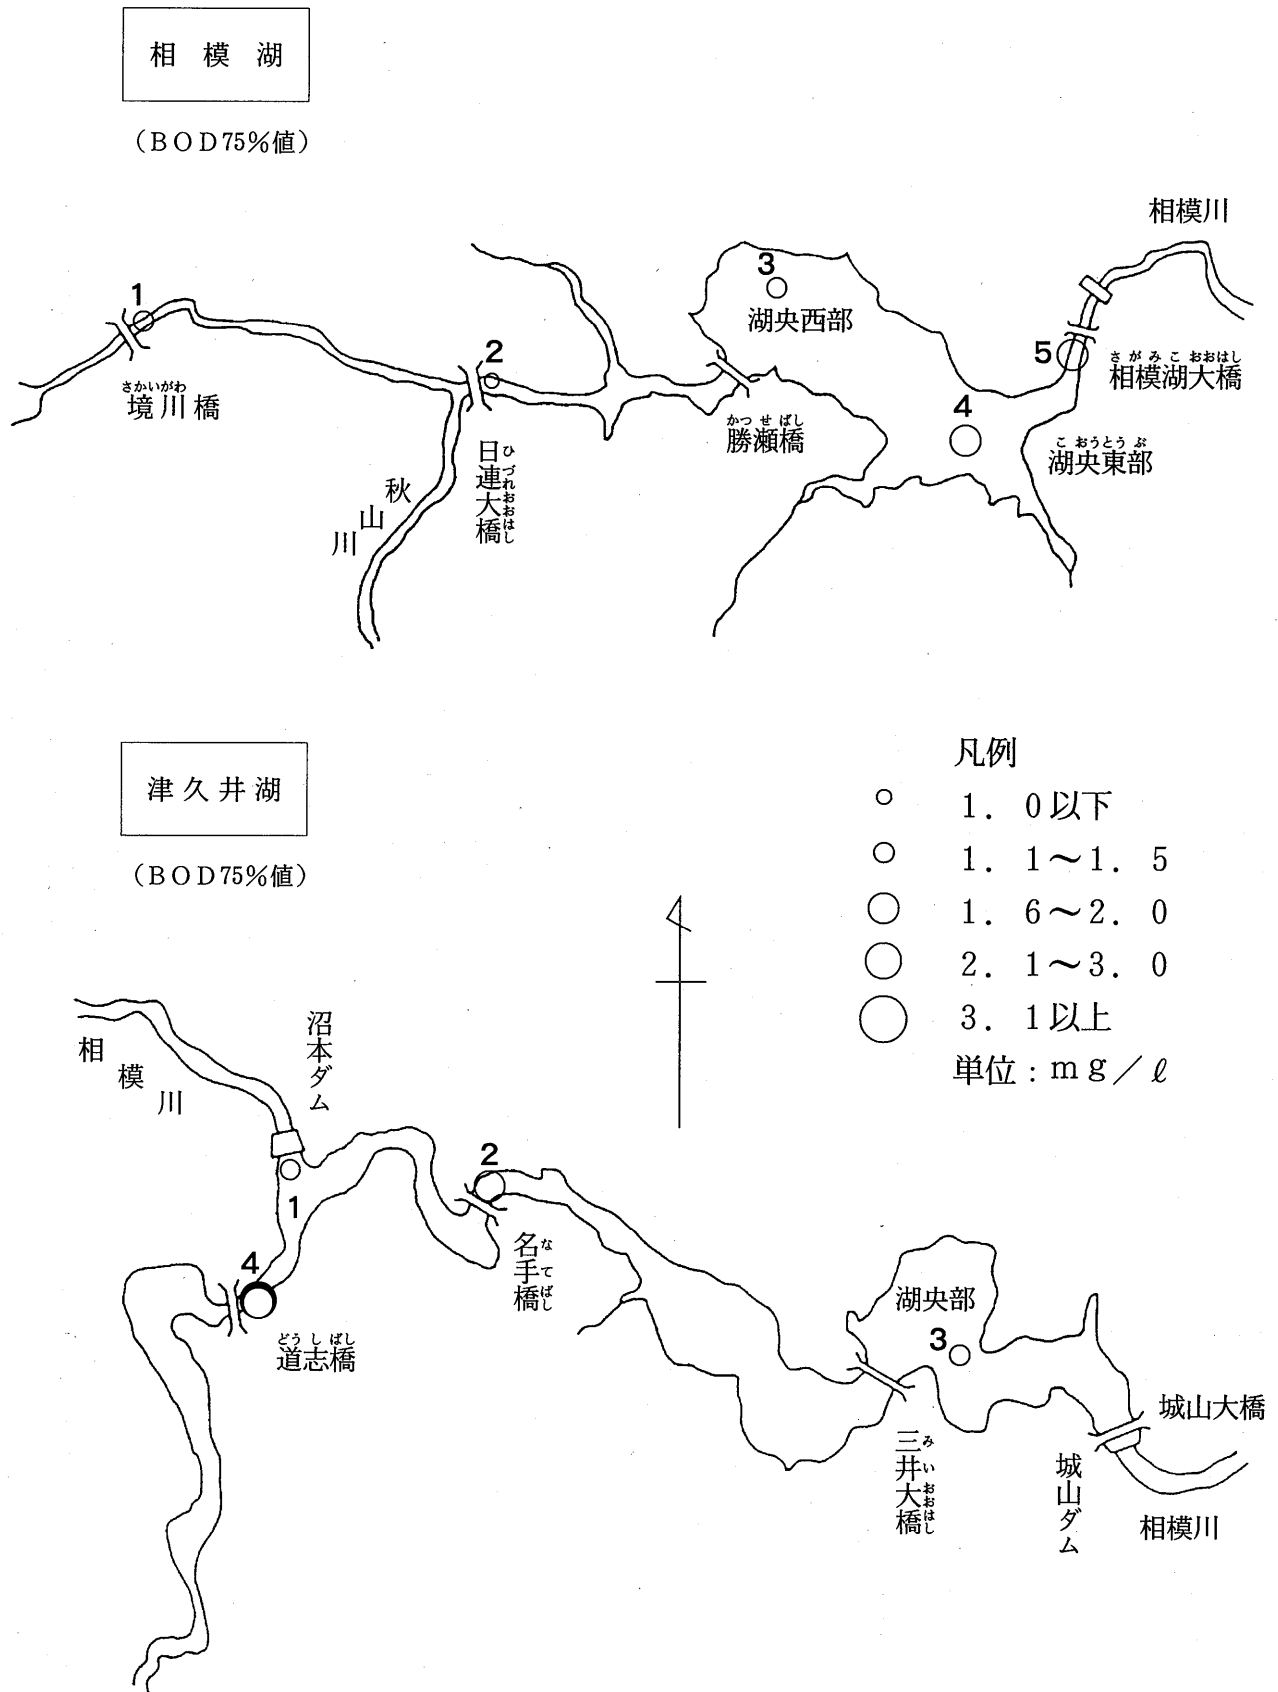 相模湖
（ＢＯＤ75％値）
相模川
1
境川橋
さかいがわ
2
日連大橋
ひづれおおはし
秋山川
3
湖央西部
勝瀬橋
かつせばし
4
湖央東部
こおうとうぶ
5
相模湖大橋
さがみこおおはし
津久井湖
（ＢＯＤ75％値）
凡例
１．０以下
１．１～１．５
１．６～２．０
２．１～３．０
３．１以上
単位：ｍｇ／ℓ
相模川
沼本ダム
1
2
名手橋
なてばし
4
道志橋
どうしばし
湖央部
3
三井大橋
みいおおはし
城山大橋
城山ダム
相模川